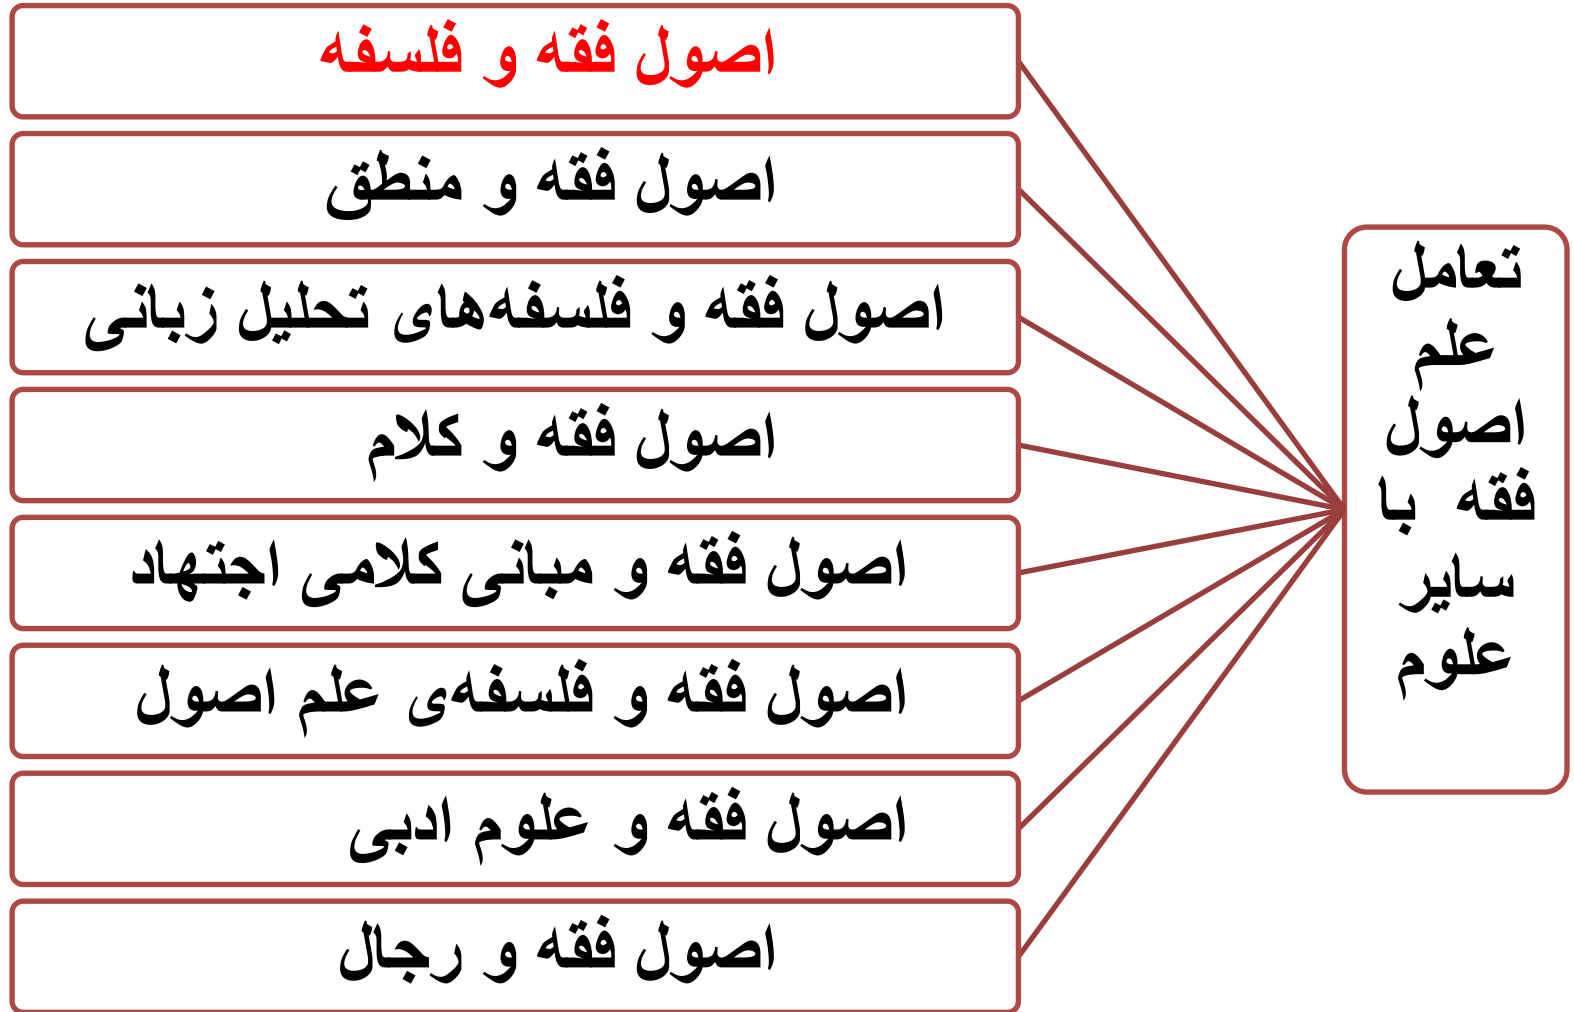 تعامل
علم
اصول
فقه با
سایر
علوم
اصول فقه و فلسفه
اصول فقه و منطق
اصول فقه و فلسفه‌های تحلیل زبانی
اصول فقه و کلام
اصول فقه و مبانی کلامی اجتهاد
اصول فقه و فلسفه‌ی علم اصول
اصول فقه و علوم ادبی
اصول فقه و رجال